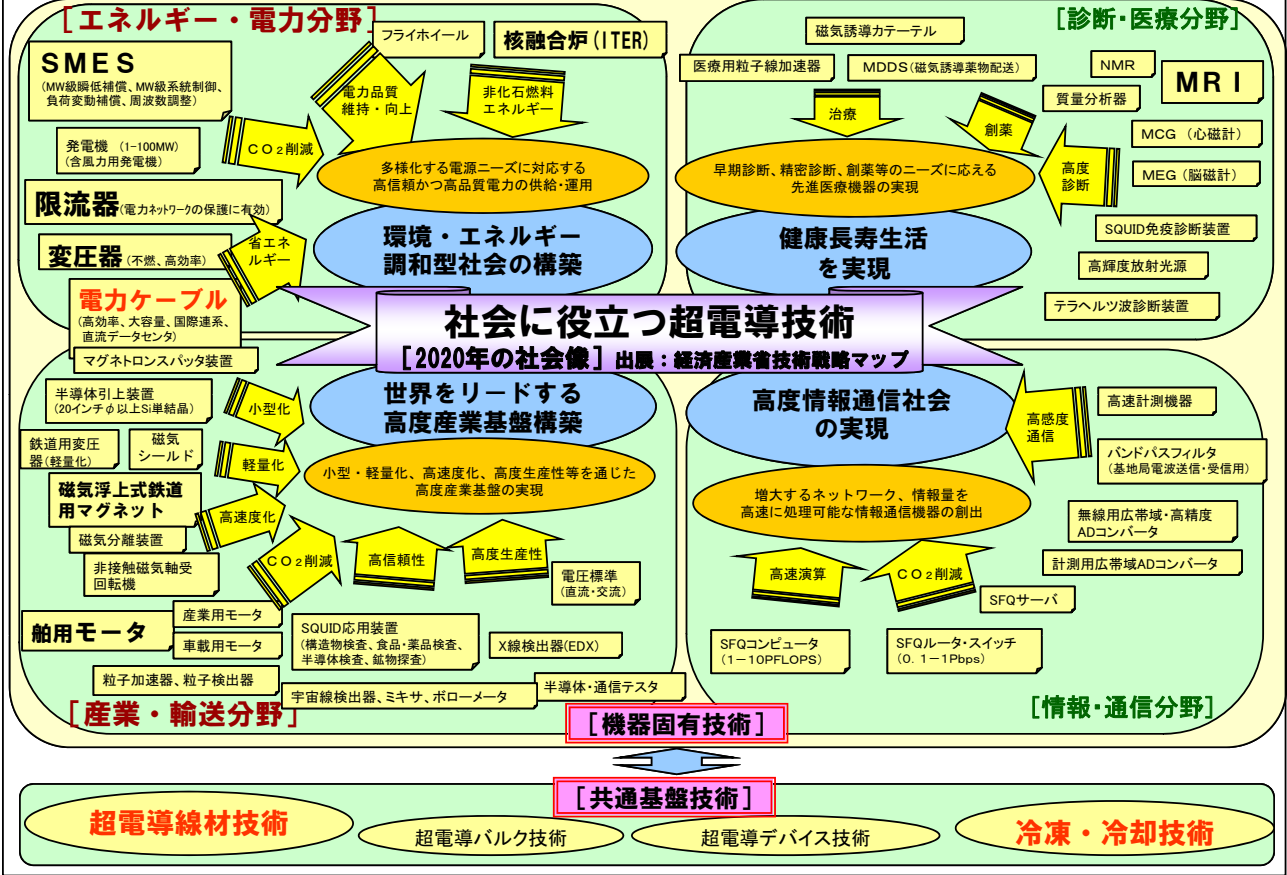 [エネルギー・電力分野]
SMES
(MW級瞬低補償、MW級系統制御、
負荷変動補償、周波数調整)
フライホイール
核融合炉(ITER)
電力品質
維持・向上
非化石燃料
エネルギー
発電機 (1-100MW)
(含風力用発電機)
CO2削減
多様化する電源ニーズに対応する
高信頼かつ高品質電力の供給・運用
限流器(電力ネットワークの保護に有効)
変圧器(不燃、高効率)
省エネ
ルギー
環境・エネルギー
調和型社会の構築
電力ケーブル
(高効率、大容量、国際連系、
直流データセンタ)
[診断・医療分野]
磁気誘導カテーテル
医療用粒子線加速器
MDDS(磁気誘導薬物配送)
NMR
MRI
質量分析器
治療
創薬
高度
診断
MCG(心磁計)
MEG(脳磁計)
早期診断、精密診断、創薬等のニーズに応える
先進医療機器の実現
SQUID免疫診断装置
健康長寿生活
を実現
高輝度放射光源
テラヘルツ波診断装置
社会に役立つ超電導技術
[2020年の社会像]出展:経済産業省技術戦略マップ
マグネトロンスパッタ装置
半導体引上装置
(20インチφ以上Si単結晶)
小型化
世界をリードする
高度産業基盤構築
鉄道用変圧
器(軽量化)
磁気
シールド
軽量化
小型・軽量化、高速度化、高度生産性等を通じた
高度産業基盤の実現
磁気浮上式鉄道
用マグネット
高速度化
磁気分離装置
非接触磁気軸受
回転機
CO2削減
高信頼性
高度生産性
電圧標準
(直流・交流)
舶用モータ
産業用モータ
車載用モータ
SQUID応用装置
(構造物検査、食品・薬品検査、
半導体検査、鉱物探査)
X線検出器(EDX)
粒子加速器、粒子検出器
宇宙線検出器、ミキサ、ボローメータ
半導体・通信テスタ
[産業・輸送分野]
高度情報通信社会
の実現
高感度
通信
高速計測機器
バンドパスフィルタ
(基地局電波送信・受信用)
増大するネットワーク、情報量を
高速に処理可能な情報通信機器の創出
無線用広帯域・高精度
ADコンバータ
計測用広帯域ADコンバータ
高速演算
CO2削減
SFQサーバ
SFQコンピュータ
(1-10PFLOPS)
SFQルータ・スイッチ
(0.1-1Pbps)
[情報・通信分野]
[機器固有技術]
[共通基盤技術]
超電導線材技術
超電導バルク技術
超電導デバイス技術
冷凍・冷却技術